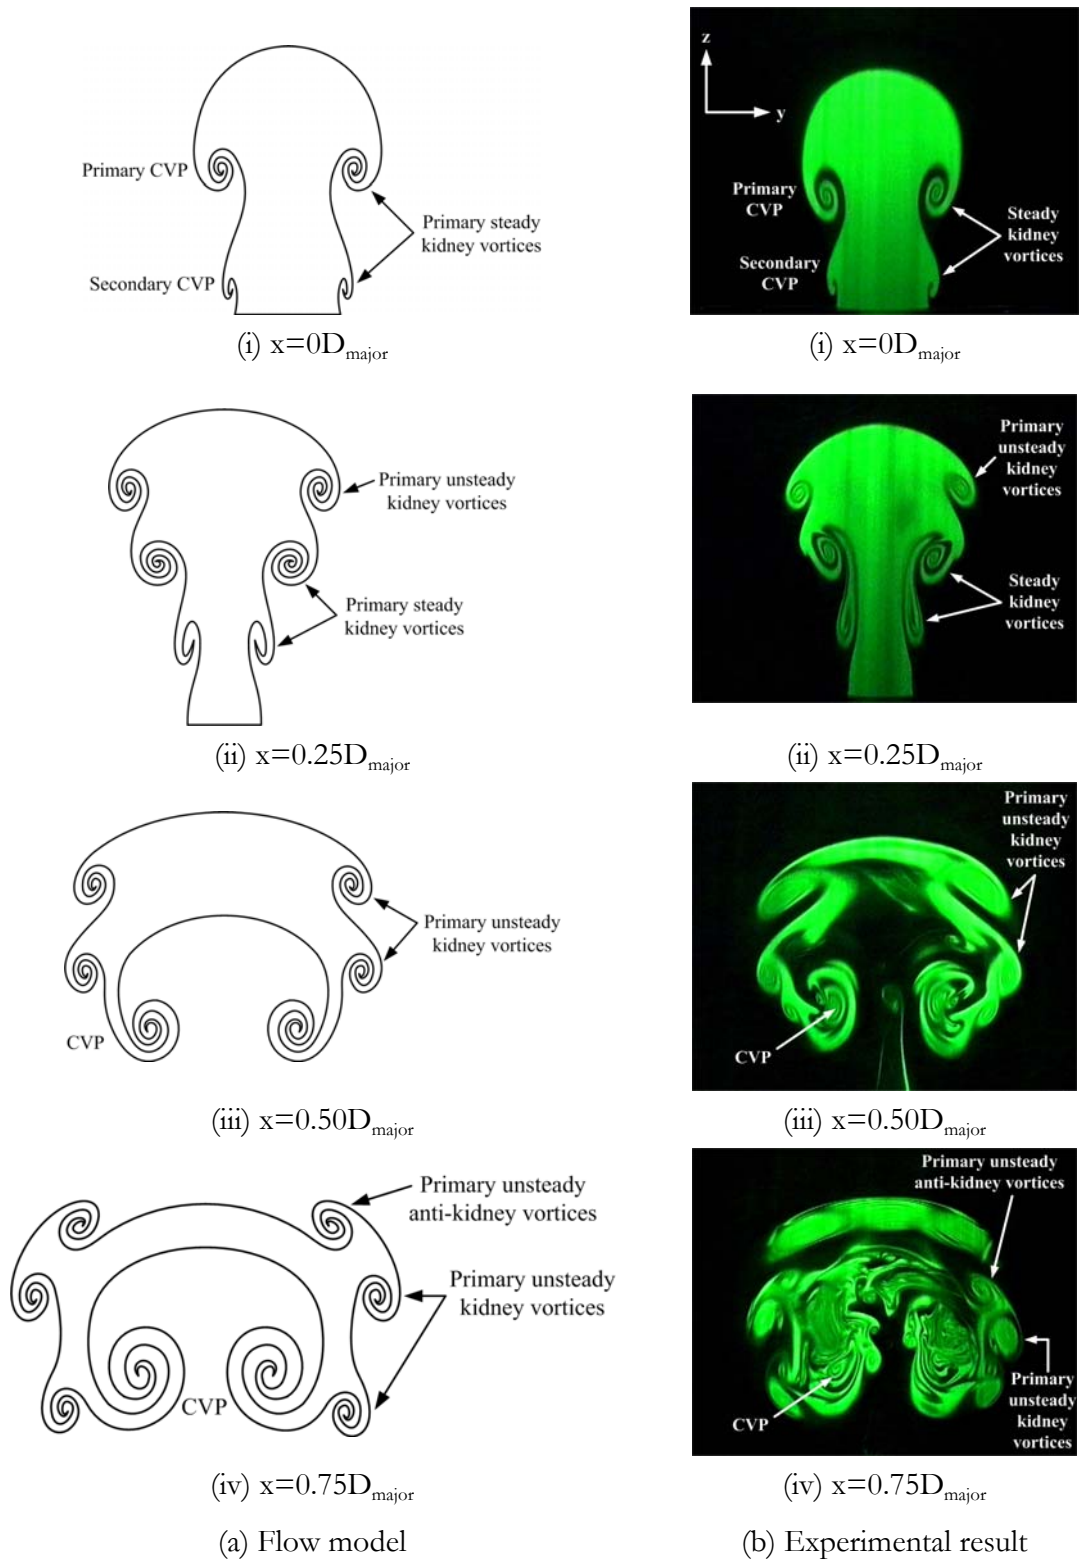 Primary CVP
Primary steady
kidney vortices
Secondary CVP
(i) x=0D_major
z
y
Primary
CVP
Steady
kidney
vortices
Secondary
CVP
(i) x=0D_major
Primary unsteady
kidney vortices
Primary steady
kidney vortices
(ii) x=0.25D_major
Primary
unsteady
kidney
vortices
Steady
kidney
vortices
(ii) x=0.25D_major
Primary unsteady
kidney vortices
CVP
(iii) x=0.50D_major
Primary
unsteady
kidney
vortices
CVP
(iii) x=0.50D_major
Primary unsteady
anti-kidney vortices
Primary unsteady
kidney vortices
CVP
(iv) x=0.75D_major
Primary unsteady
anti-kidney vortices
CVP
Primary
unsteady
kidney
vortices
(iv) x=0.75D_major
(a) Flow model
(b) Experimental result